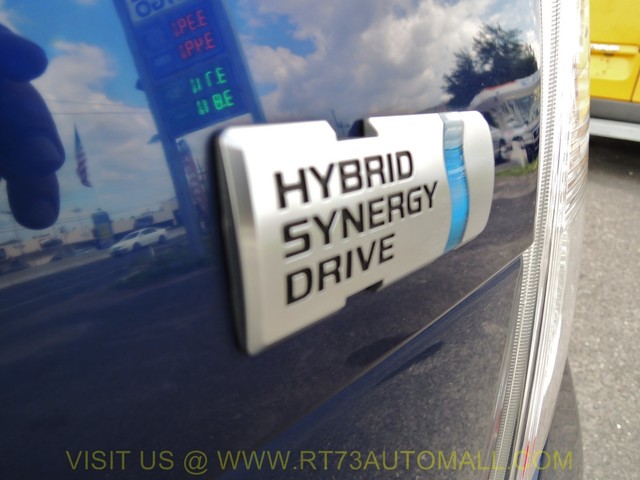 HYBRID
SYNERGY
DRIVE
VISIT US @ WWW.RT73AUTOMALL.COM